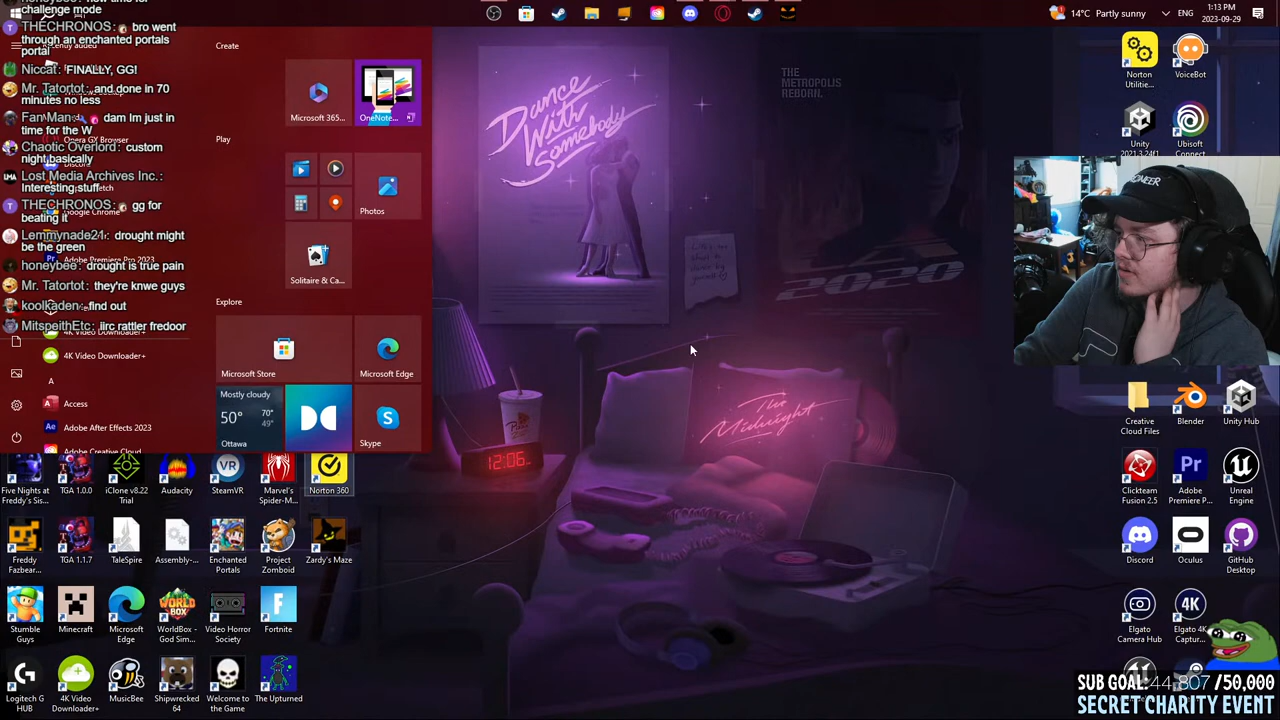 challenge mode
THECHRONOS: bro went
through an enchanted portals
portal
Niccat: FINALLY, GG!
Mr. Tatortot: and done in 70
minutes no less
FanMan: dam Im just in
time for the W
Chaotic Overlord: custom
night basically
Lost Media Archives Inc.:
Interesting stuff
THECHRONOS: gg for
beating it
Lemmynade21: drought might
be the green
honeybee: drought is true pain
Mr. Tatortot: they're knwe guys
koolkaden: find out
MitspeithEtc: iirc rattler fredoor
4K Video Downloader+
4K Video Downloader+
A
Access
Adobe After Effects 2023
Create
Microsoft 365...
OneNote...
Play
Photos
Solitaire & Ca...
Explore
Microsoft Store
Microsoft Edge
Mostly cloudy
50°
70°
49°
Ottawa
Skype
14°C Partly sunny
ENG
1:13 PM
2023-09-29
Dance
With
Somebody
THE
METROPOLIS
REBORN.
2020
The
Midnight
12:06
PIONEER
Norton
Utilitie...
VoiceBot
Unity
2021.3.24f1
Ubisoft
Connect
Creative
Cloud Files
Blender
Unity Hub
Clickteam
Fusion 2.5
Adobe
Premiere P...
Unreal
Engine
Discord
Oculus
GitHub
Desktop
Elgato
Camera Hub
Elgato 4K
Captur...
Five Nights at
Freddy's Sis...
TGA 1.0.0
iClone v8.22
Trial
Audacity
SteamVR
Marvel's
Spider-M...
Norton 360
Freddy
Fazbear...
TGA 1.1.7
TaleSpire
Assembly-...
Enchanted
Portals
Project
Zomboid
Zardy's Maze
Stumble
Guys
Minecraft
Microsoft
Edge
WorldBox
- God Sim...
Video Horror
Society
Fortnite
Logitech G
HUB
4K Video
Downloader+
MusicBee
Shipwrecked
64
Welcome to
the Game
The Upturned
SUB GOAL: 44,807 /50,000
SECRET CHARITY EVENT